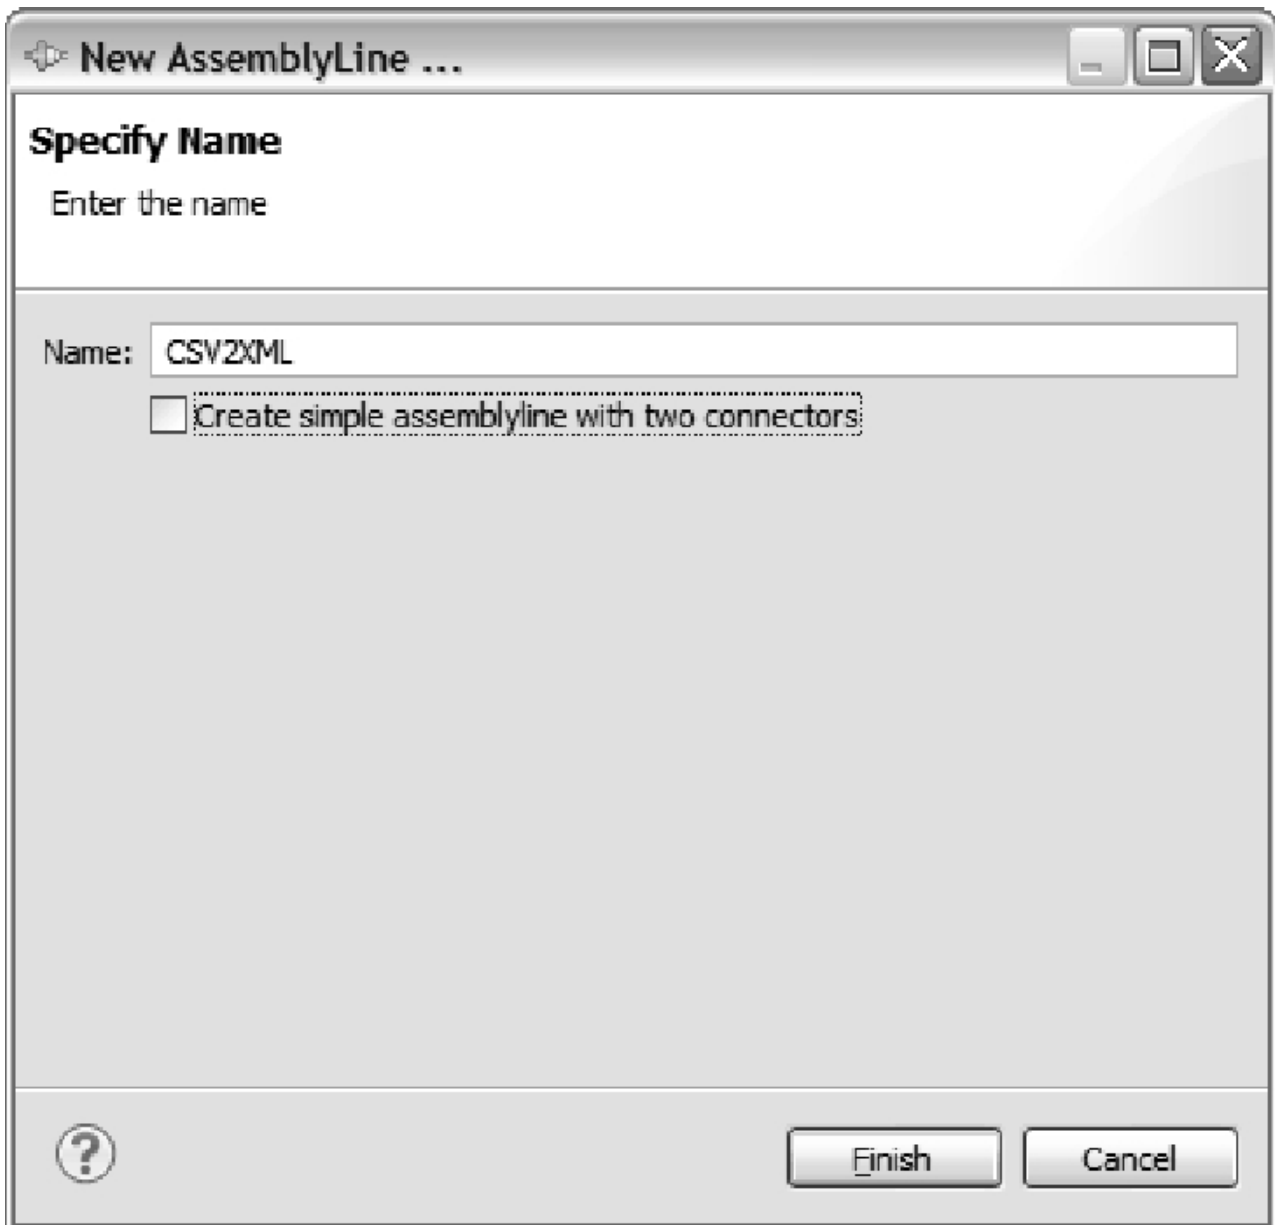 New AssemblyLine ...
Specify Name
Enter the name
Name: CSV2XML
Create simple assemblyline with two connectors
?
Finish Cancel